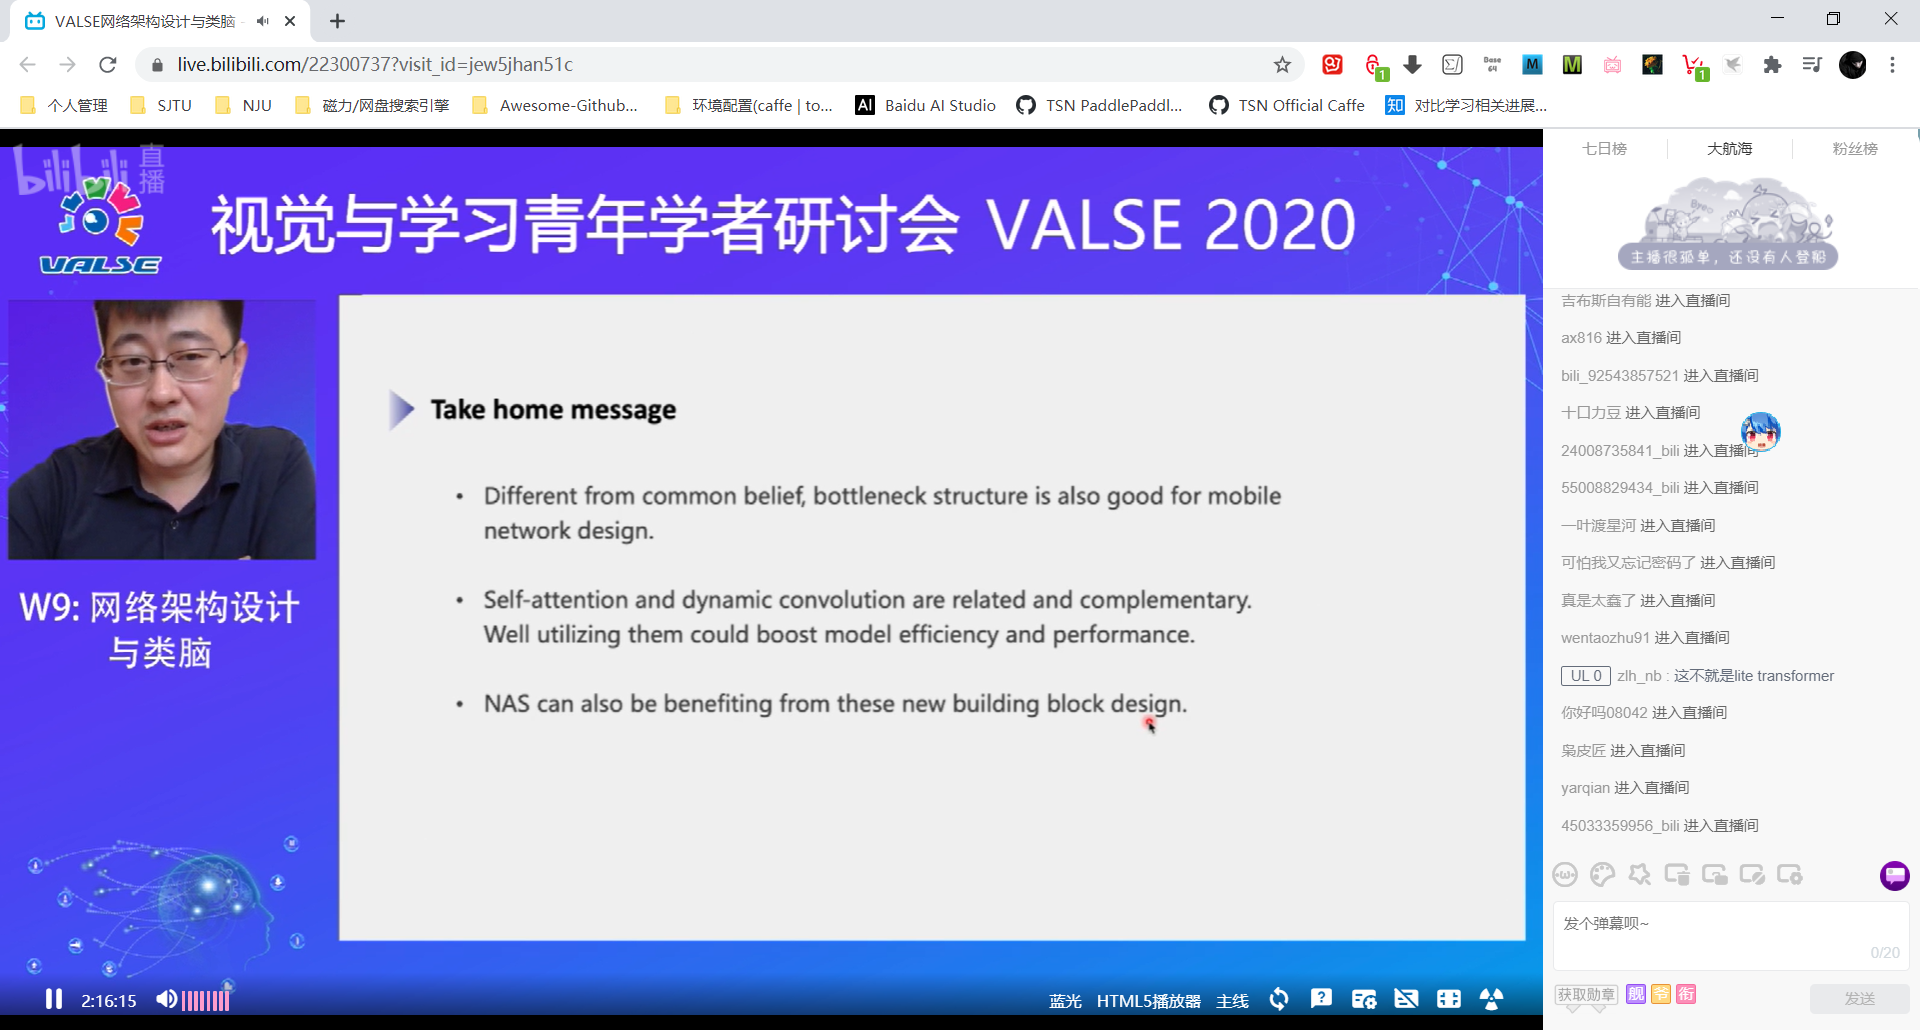 VALSE网络架构设计与类脑
live.bilibili.com/22300737?visit_id=jew5jhan51c
1
Base 64
M
M
1
个人管理
SJTU
NJU
磁力/网盘搜索引擎
Awesome-Github...
环境配置(caffe | to...
AI Baidu AI Studio
TSN PaddlePaddl...
TSN Official Caffe
知 对比学习相关进展...
bilibili 直播
VALSE
视觉与学习青年学者研讨会 VALSE 2020
W9: 网络架构设计
与类脑
Take home message
• Different from common belief, bottleneck structure is also good for mobile
network design.
• Self-attention and dynamic convolution are related and complementary.
Well utilizing them could boost model efficiency and performance.
• NAS can also be benefiting from these new building block design.
2:16:15
蓝光 HTML5播放器 主线
七日榜
大航海
粉丝榜
主播很孤单，还没有人登船
吉布斯自有能 进入直播间
ax816 进入直播间
bili_92543857521 进入直播间
十口力豆 进入直播间
24008735841_bili 进入直播间
55008829434_bili 进入直播间
一叶渡星河 进入直播间
可怕我又忘记密码了 进入直播间
真是太蠢了 进入直播间
wentaozhu91 进入直播间
UL 0 zlh_nb : 这不就是lite transformer
你好吗08042 进入直播间
枭皮匠 进入直播间
yarqian 进入直播间
45033359956_bili 进入直播间
发个弹幕呗~
0/20
获取勋章 舰 爷 衔
发送